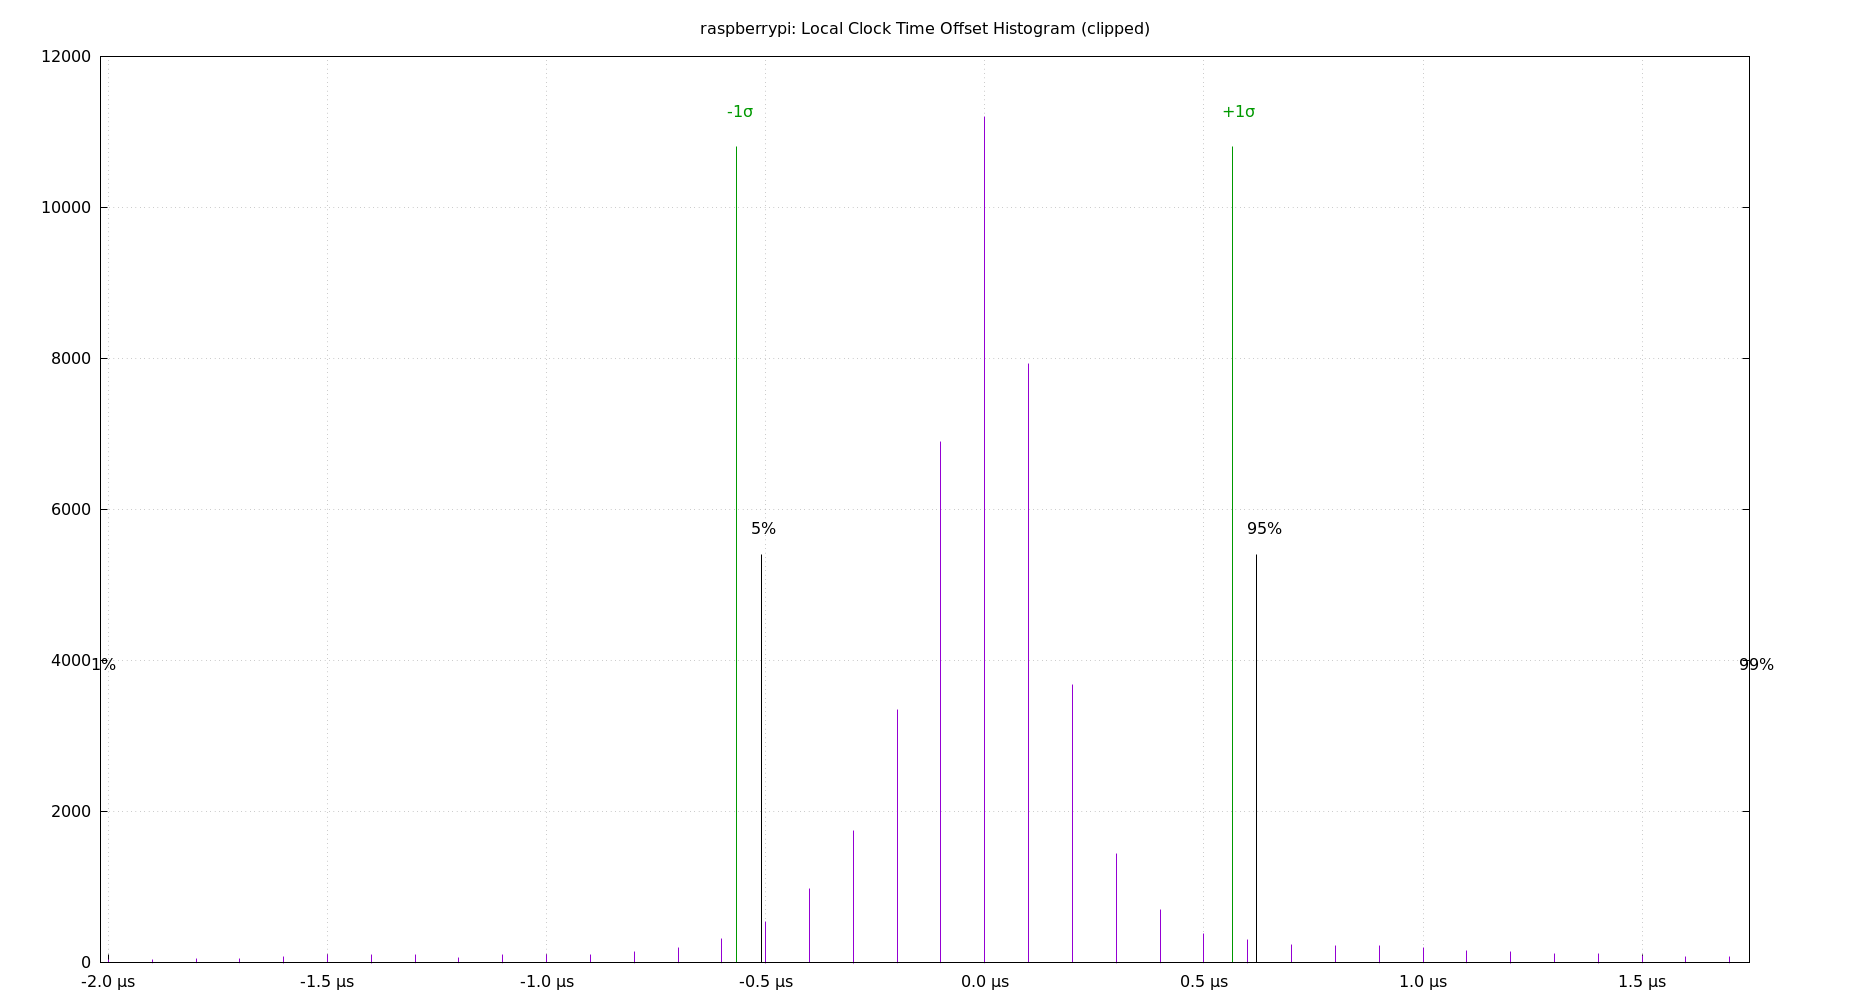 raspberrypi: Local Clock Time Offset Histogram (clipped)
12000
-1σ
+1σ
10000
8000
6000
5%
95%
4000
1%
99%
2000
0
-2.0 µs
-1.5 µs
-1.0 µs
-0.5 µs
0.0 µs
0.5 µs
1.0 µs
1.5 µs